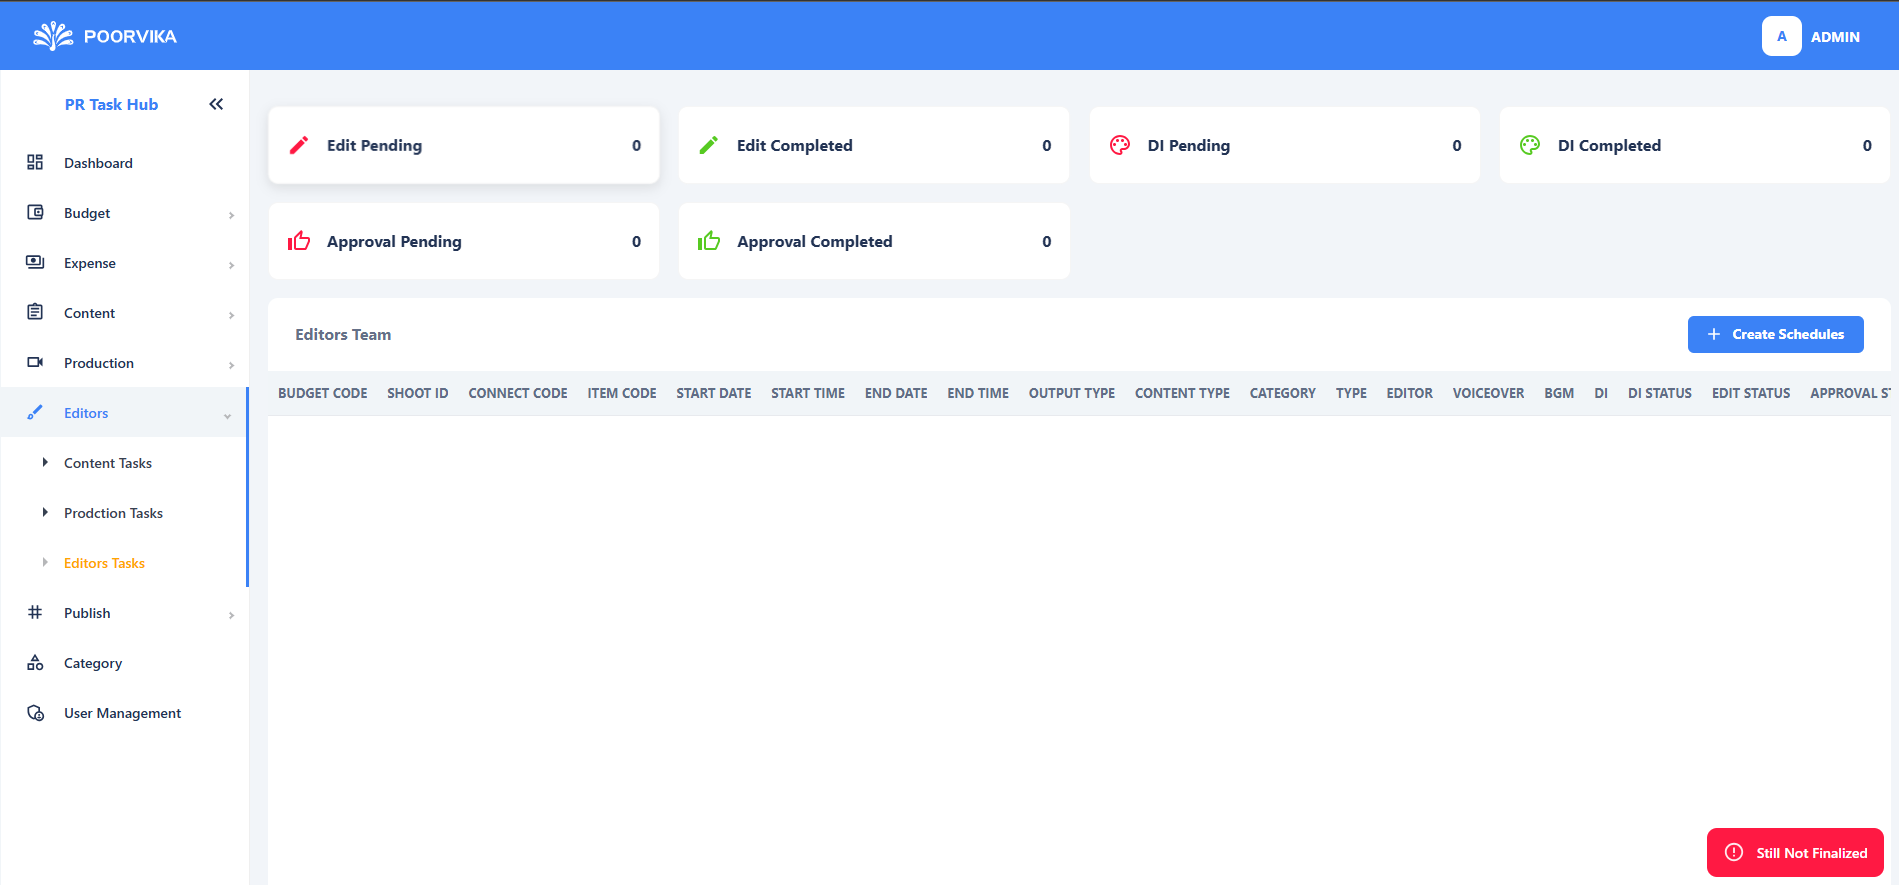 POORVIKA
A ADMIN
PR Task Hub
Dashboard
Budget
Expense
Content
Production
Editors
Content Tasks
Prodction Tasks
Editors Tasks
Publish
Category
User Management
Edit Pending 0
Edit Completed 0
DI Pending 0
DI Completed 0
Approval Pending 0
Approval Completed 0
Editors Team
+ Create Schedules
BUDGET CODE SHOOT ID CONNECT CODE ITEM CODE START DATE START TIME END DATE END TIME OUTPUT TYPE CONTENT TYPE CATEGORY TYPE EDITOR VOICEOVER BGM DI DI STATUS EDIT STATUS APPROVAL ST
Still Not Finalized